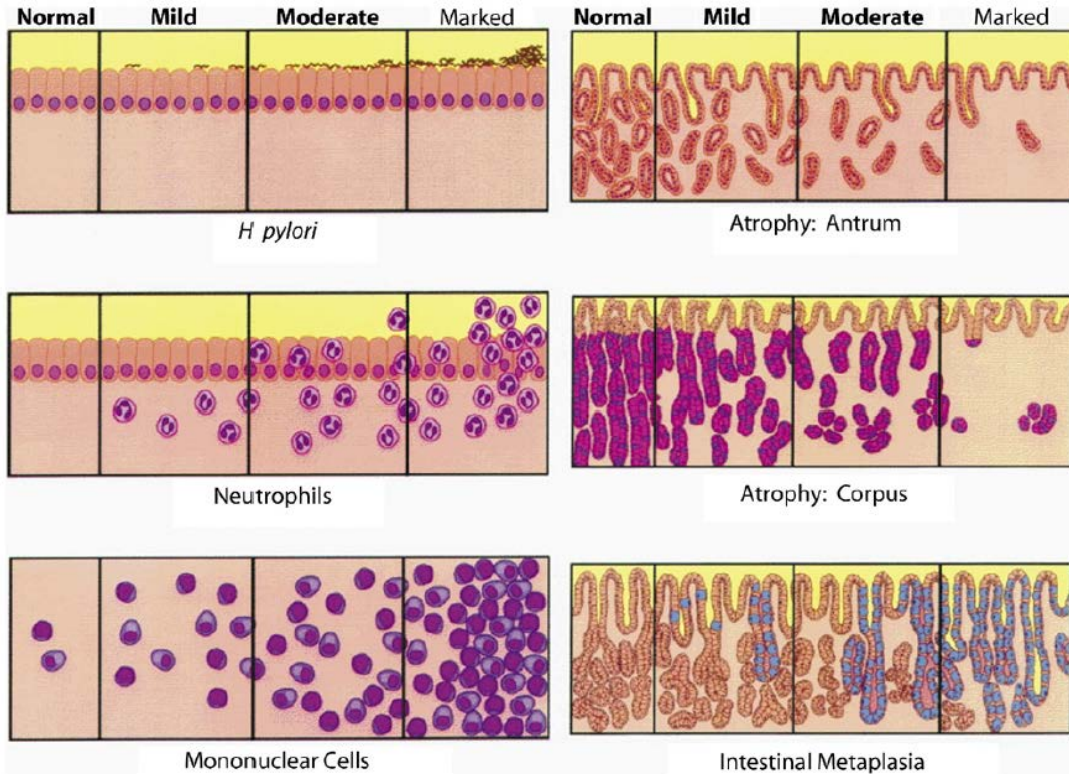 Normal Mild Moderate Marked
Normal Mild Moderate Marked
H pylori
Atrophy: Antrum
Neutrophils
Atrophy: Corpus
Mononuclear Cells
Intestinal Metaplasia